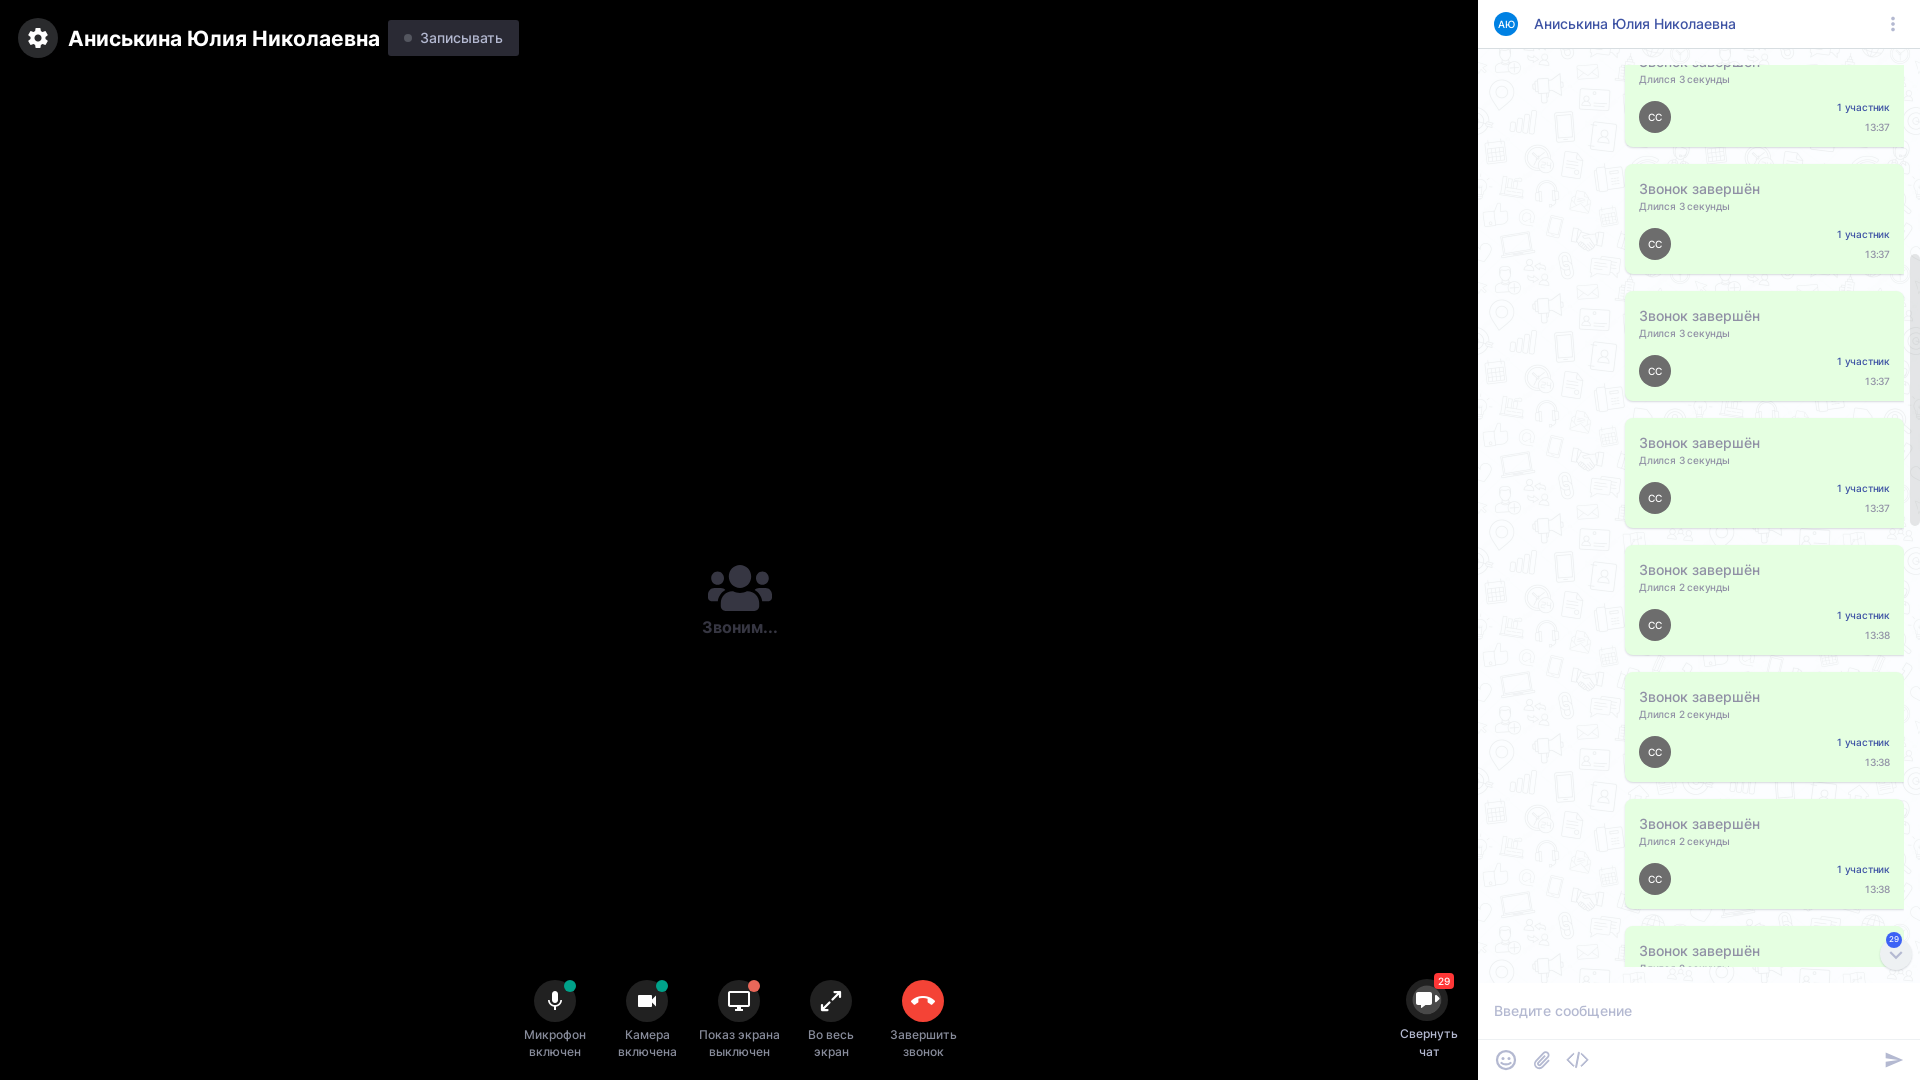 Аниськина Юлия Николаевна
Записывать
Звоним...
Микрофон
включен
Камера
включена
Показ экрана
выключен
Во весь
экран
Завершить
звонок
29
Свернуть
чат
АЮ
Аниськина Юлия Николаевна
Звонок завершён
Длился 3 секунды
СС
1 участник
13:37
Звонок завершён
Длился 3 секунды
СС
1 участник
13:37
Звонок завершён
Длился 3 секунды
СС
1 участник
13:37
Звонок завершён
Длился 3 секунды
СС
1 участник
13:37
Звонок завершён
Длился 2 секунды
СС
1 участник
13:38
Звонок завершён
Длился 2 секунды
СС
1 участник
13:38
Звонок завершён
Длился 2 секунды
СС
1 участник
13:38
Звонок завершён
29
Введите сообщение